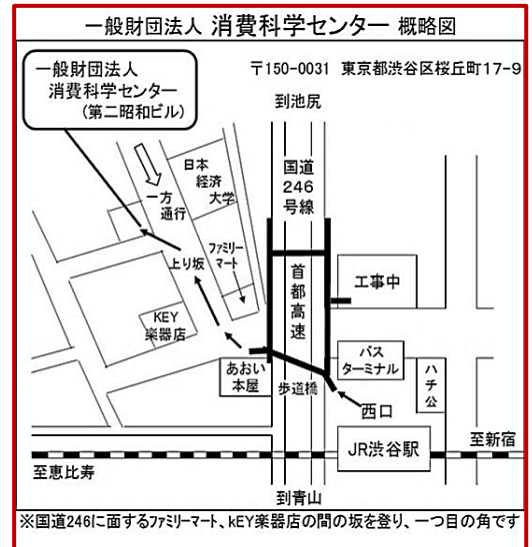 一般財団法人 消費科学センター 概略図
一般財団法人
消費科学センター
(第二昭和ビル)
〒150-0031 東京都渋谷区桜丘町17-9
到池尻
国道
246
号線
日本
経済
大学
一方
通行
ファミリー
マート
上り坂
首都高速
工事中
KEY
楽器店
あおい
本屋
バス
ターミナル
ハチ公
歩道橋
西口
JR渋谷駅
至新宿
至恵比寿
到青山
※国道246に面するファミリーマート、kEY楽器店の間の坂を登り、一つ目の角です